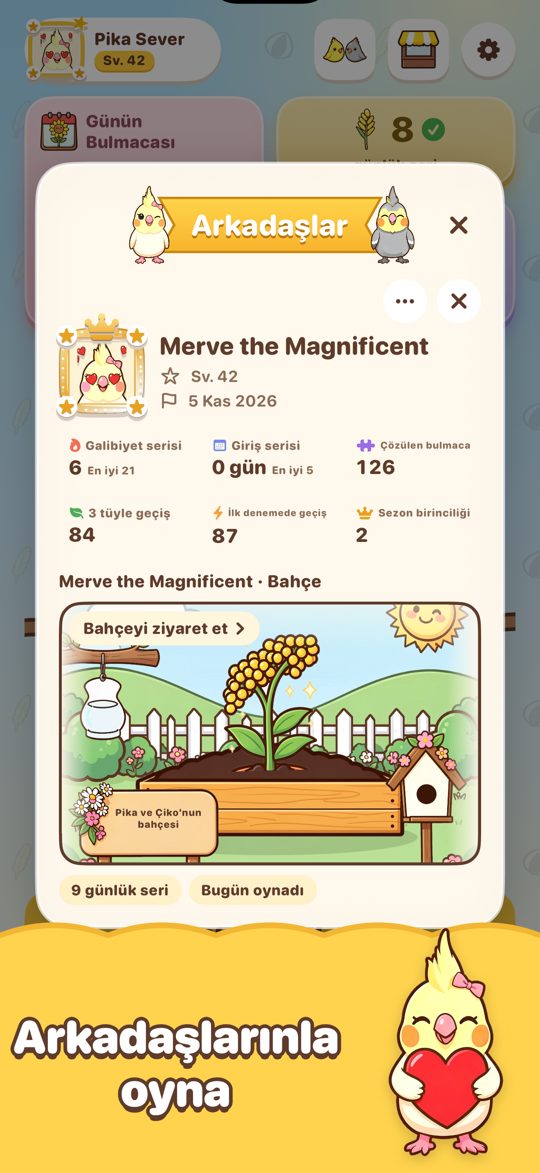 Pika Sever
Sv. 42
Günün
Bulmacası
8
Arkadaşlar
Merve the Magnificent
Sv. 42
5 Kas 2026
Galibiyet serisi
6 En iyi 21
Giriş serisi
0 gün En iyi 5
Çözülen bulmaca
126
3 tüyle geçiş
84
İlk denemede geçiş
87
Sezon birinciliği
2
Merve the Magnificent · Bahçe
Bahçeyi ziyaret et
Pika ve Çiko'nun
bahçesi
9 günlük seri
Bugün oynadı
Arkadaşlarınla
oyna